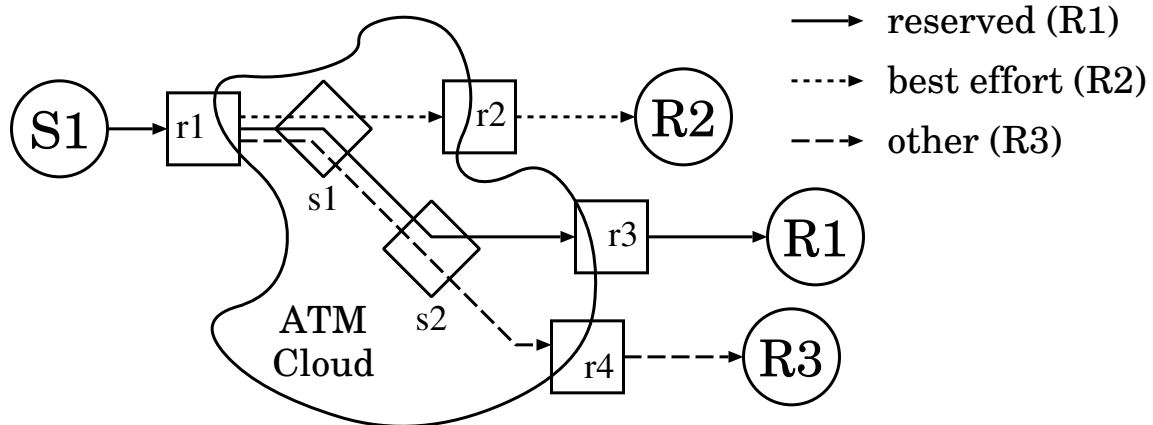 reserved (R1)
best effort (R2)
other (R3)
S1
r1
s1
r2
R2
s2
r3
R1
ATM
Cloud
r4
R3